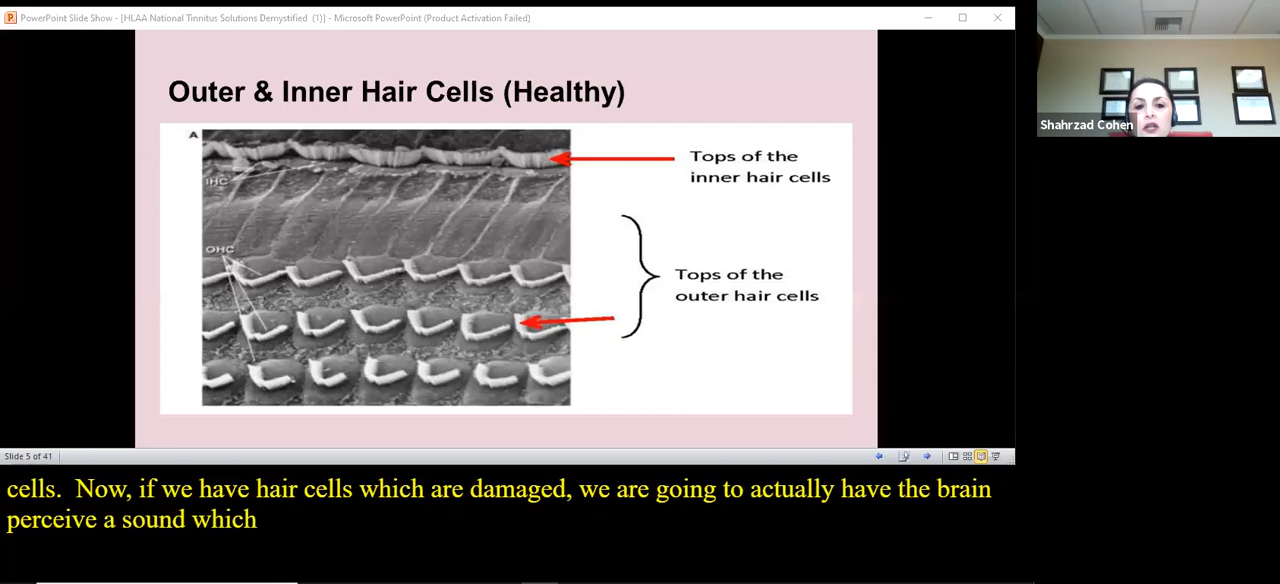 PowerPoint Slide Show - [HLAA National Tinnitus Solutions Demystified (1)] - Microsoft PowerPoint (Product Activation Failed)
Outer & Inner Hair Cells (Healthy)
A
IHC
OHC
Tops of the
inner hair cells
Tops of the
outer hair cells
Shahrzad Cohen
Slide 5 of 41
cells. Now, if we have hair cells which are damaged, we are going to actually have the brain
perceive a sound which